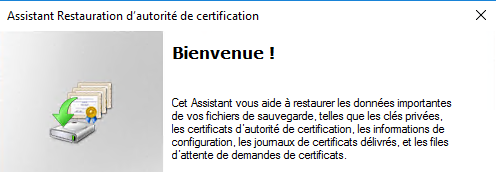 Assistant Restauration d'autorité de certification
Bienvenue !
Cet Assistant vous aide à restaurer les données importantes
de vos fichiers de sauvegarde, telles que les clés privées,
les certificats d'autorité de certification, les informations de
configuration, les journaux de certificats délivrés, et les files
d'attente de demandes de certificats.